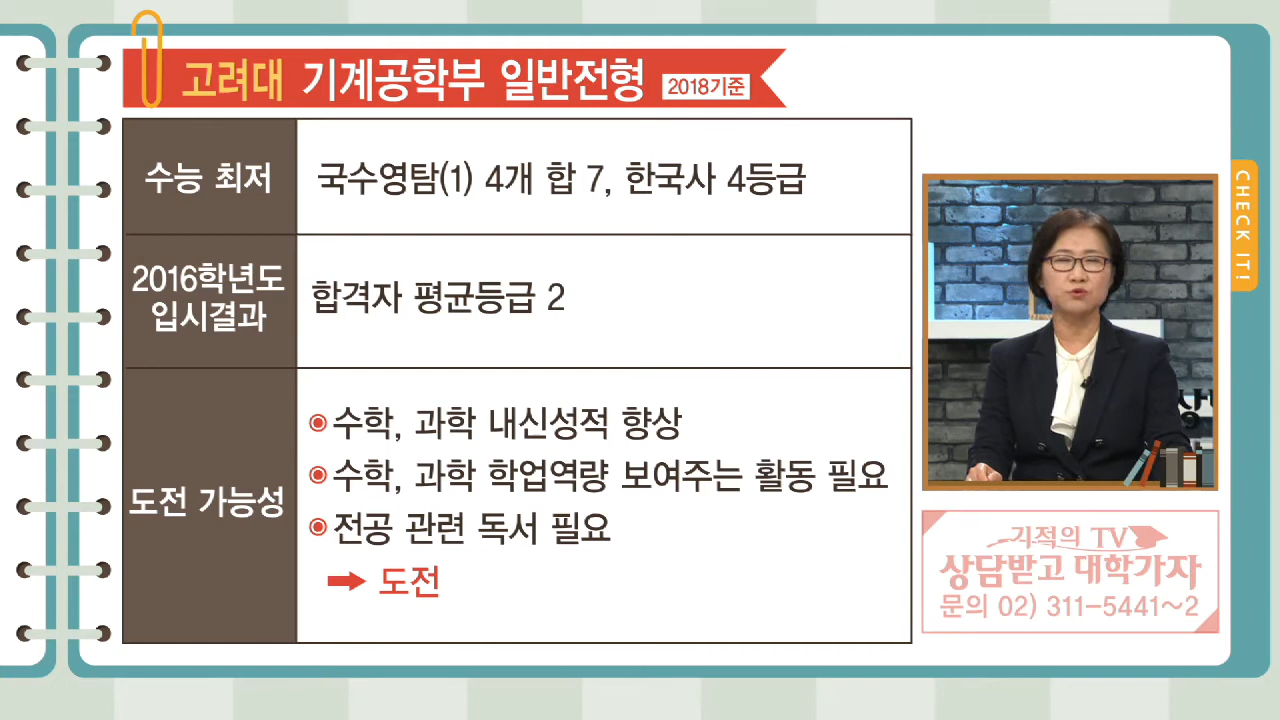 고려대 기계공학부 일반전형 2018기준
수능 최저
국수영탐(1) 4개 합 7, 한국사 4등급
2016학년도
입시결과
합격자 평균등급 2
도전 가능성
◉수학, 과학 내신성적 향상
◉수학, 과학 학업역량 보여주는 활동 필요
◉전공 관련 독서 필요
➡ 도전
CHECK IT!
상
기적의 TV
상담받고 대학가자
문의 02) 311-5441~2